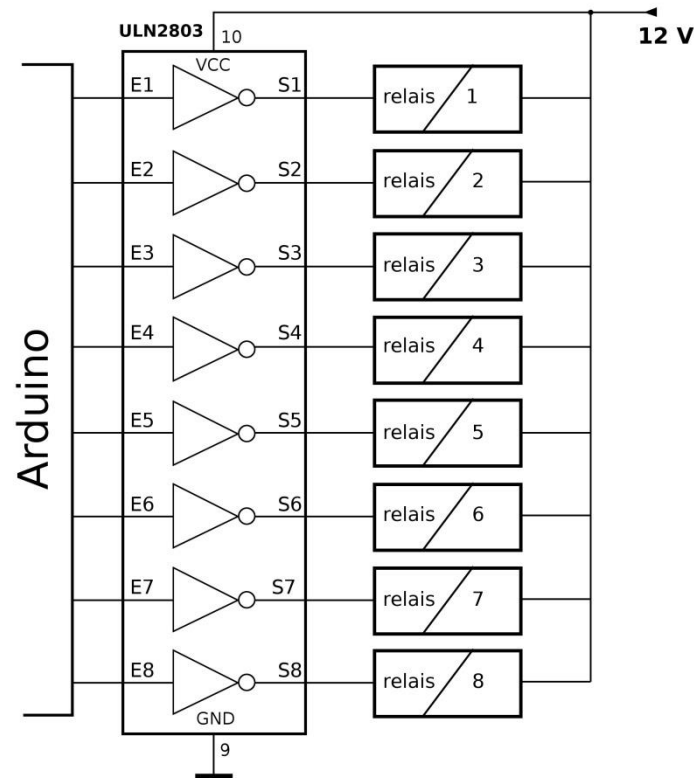 ULN2803
10
12 V
VCC
E1
S1
relais 1
E2
S2
relais 2
E3
S3
relais 3
Arduino
E4
S4
relais 4
E5
S5
relais 5
E6
S6
relais 6
E7
S7
relais 7
E8
S8
relais 8
GND
9